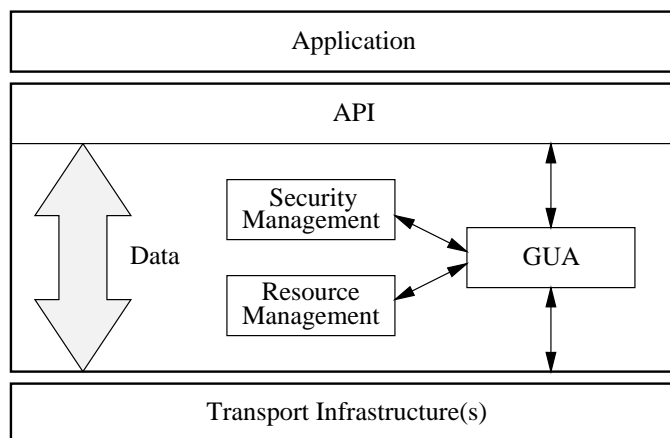 Application
API
Security
Management
Data
GUA
Resource
Management
Transport Infrastructure(s)